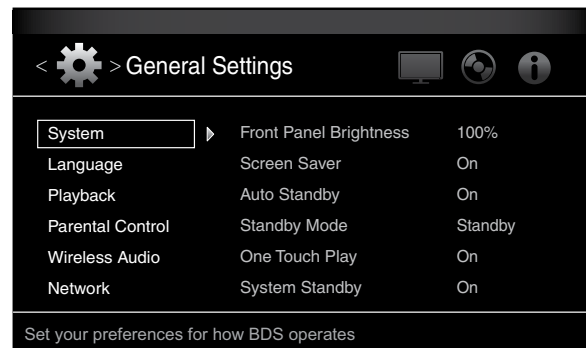 < > General Settings
System Front Panel Brightness 100%
Language Screen Saver On
Playback Auto Standby On
Parental Control Standby Mode Standby
Wireless Audio One Touch Play On
Network System Standby On
Set your preferences for how BDS operates